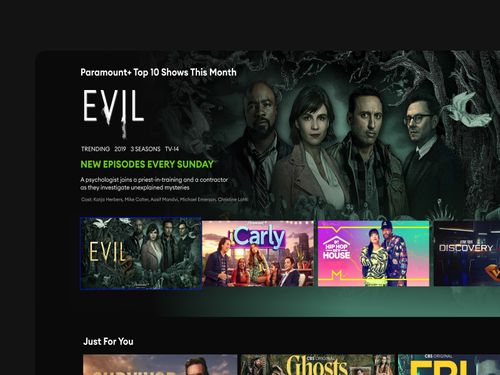 Paramount+ Top 10 Shows This Month
EVIL
TRENDING 2019 3 SEASONS TV-14
NEW EPISODES EVERY SUNDAY
A psychologist joins a priest-in-training and a contractor
as they investigate unexplained mysteries
Cast: Katja Herbers, Mike Colter, Aasif Mandvi, Michael Emerson, Christine Lahti
EVIL
iCarly
HIP HOP
MY
HOUSE
STAR TREK
DISCOVERY
Just For You
SURVIVOR
CBS ORIGINAL
Ghosts
CBS ORIGINAL
FBI